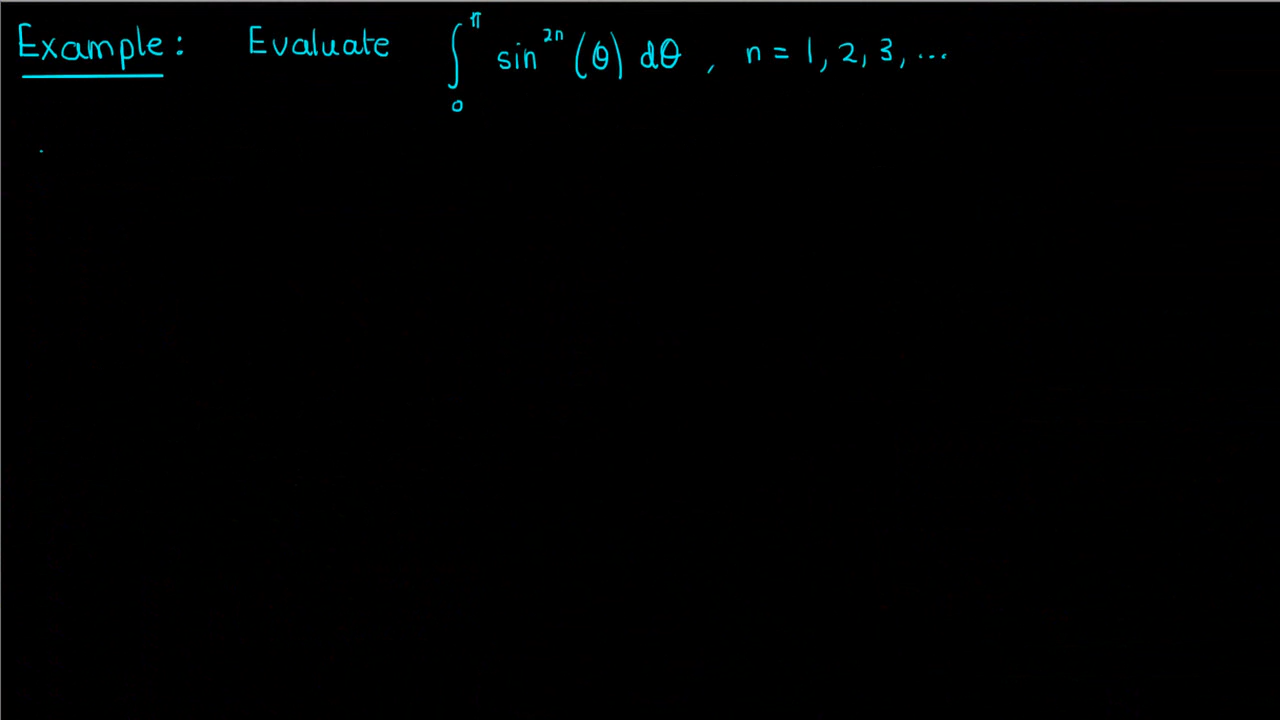 Example: Evaluate ∫₀^π sin^{2n}(θ) dθ, n = 1, 2, 3, ...